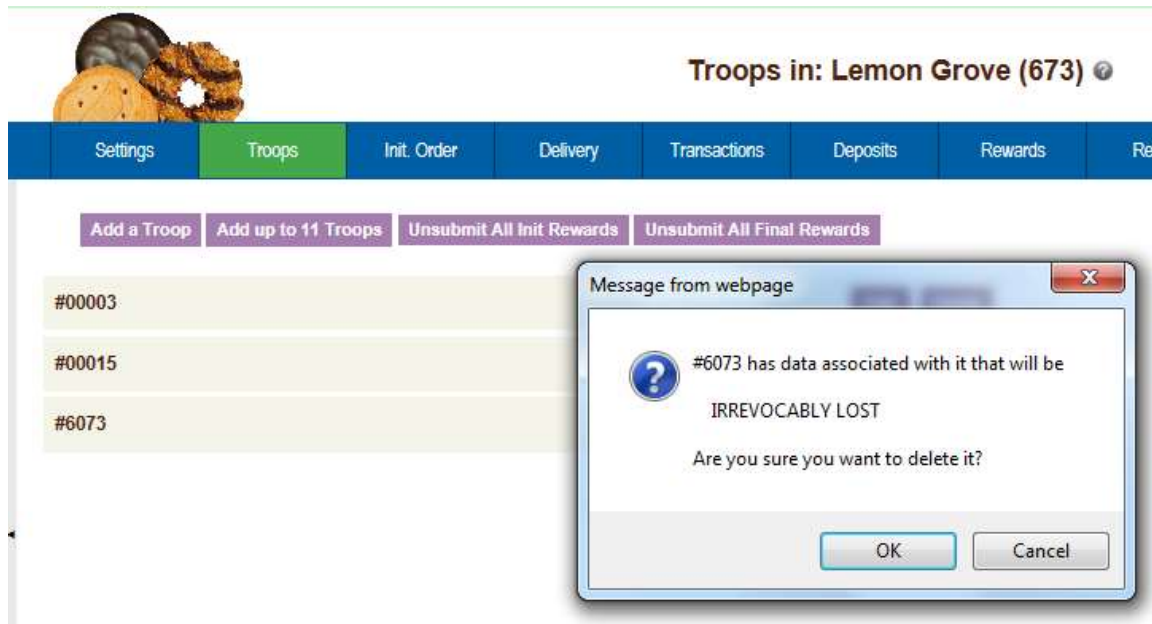 Troops in: Lemon Grove (673) ?
Settings Troops Init. Order Delivery Transactions Deposits Rewards Re
Add a Troop Add up to 11 Troops Unsubmit All Init Rewards Unsubmit All Final Rewards
#00003
#00015
#6073
Message from webpage
#6073 has data associated with it that will be
IRREVOCABLY LOST
Are you sure you want to delete it?
OK Cancel